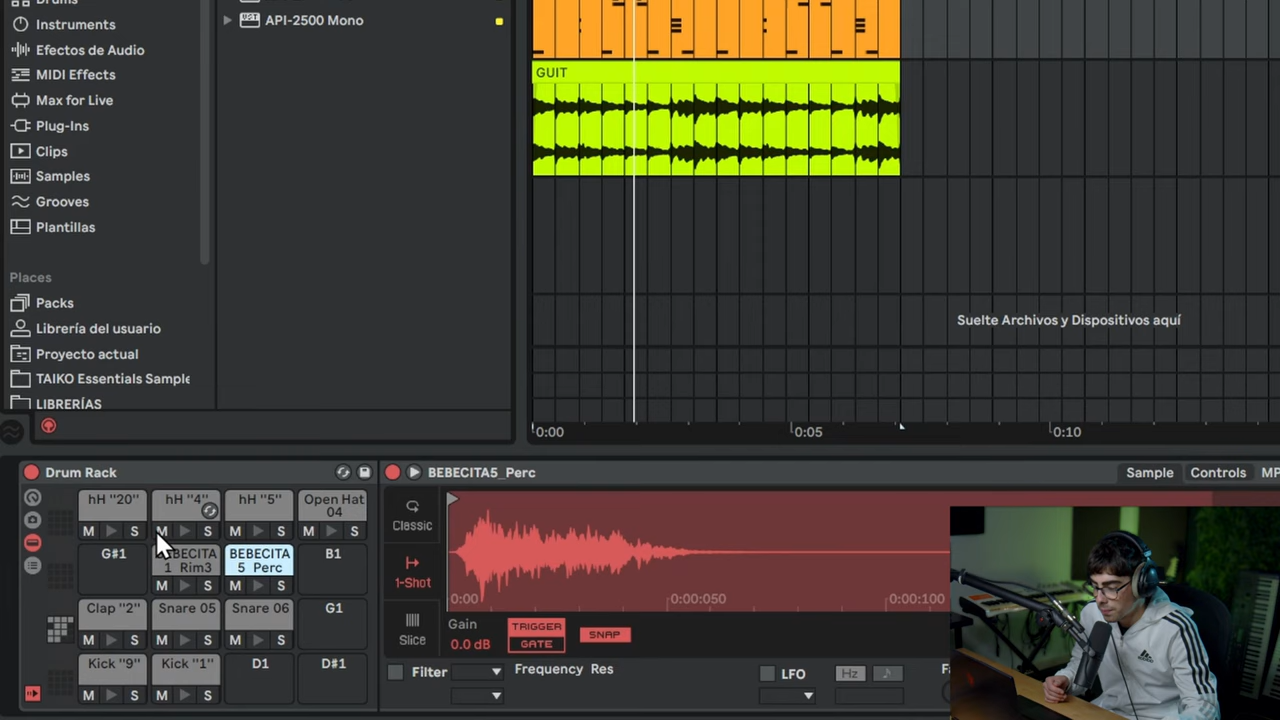 Drums
Instruments
Efectos de Audio
MIDI Effects
Max for Live
Plug-Ins
Clips
Samples
Grooves
Plantillas
Places
Packs
Librería del usuario
Proyecto actual
TAIKO Essentials Sample
LIBRERÍAS
API-2500 Mono
GUIT
Suelte Archivos y Dispositivos aquí
0:00
0:05
0:10
Drum Rack
hH "20"
hH "4"
hH "5"
Open Hat
04
M S
M S
M S
M S
G#1
BEBECITA
1 Rim3
BEBECITA
5 Perc
B1
S
M S
Clap "2"
Snare 05
Snare 06
G1
M S
M S
M S
Kick "9"
Kick "1"
D1
D#1
M S
M S
BEBECITA5_Perc
Sample
Controls
Classic
1-Shot
Slice
0:00
0:00:050
0:00:100
Gain
0.0 dB
TRIGGER
GATE
SNAP
Filter
Frequency Res
LFO
Hz